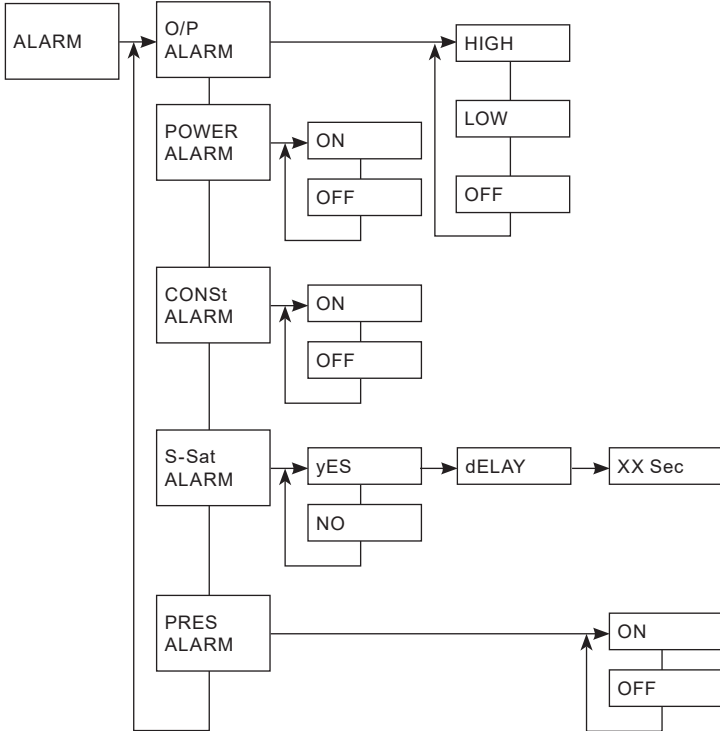 ALARM
O/P
ALARM
HIGH
LOW
OFF
POWER
ALARM
ON
OFF
CONSt
ALARM
ON
OFF
S-Sat
ALARM
yES
dELAY
XX Sec
NO
PRES
ALARM
ON
OFF